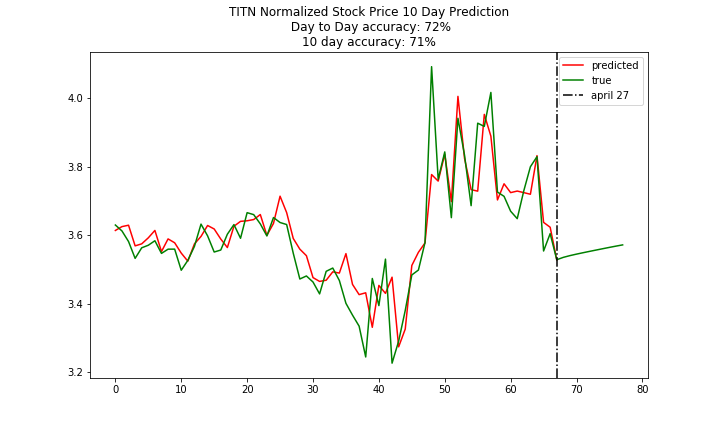 TITN Normalized Stock Price 10 Day Prediction
Day to Day accuracy: 72%
10 day accuracy: 71%
predicted
true
april 27
4.0
3.8
3.6
3.4
3.2
0 10 20 30 40 50 60 70 80